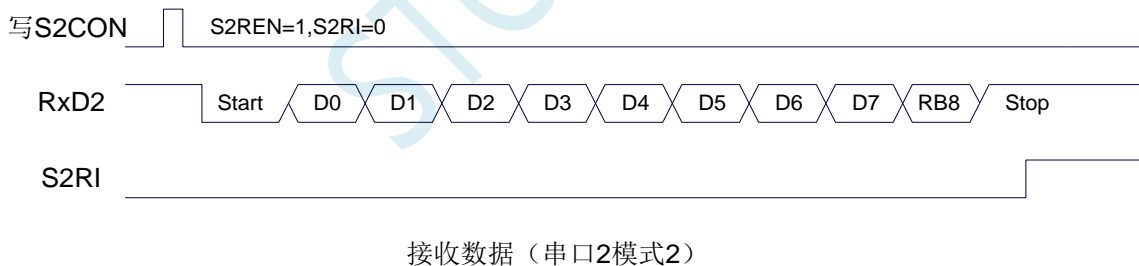 写S2CON S2REN=1,S2RI=0
RxD2 Start D0 D1 D2 D3 D4 D5 D6 D7 RB8 Stop
S2RI
接收数据（串口2模式2）